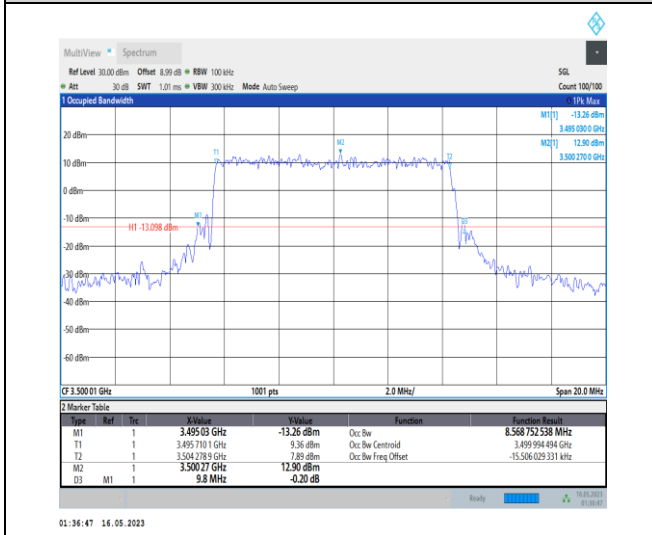 MultiView Spectrum
Ref Level 30.00 dBm Offset 8.99 dB RBW 100 kHz SGL
Att 30 dB SWT 1.01 ms VBW 300 kHz Mode Auto Sweep Count 100/100
1 Occupied Bandwidth 1Pk Max
M1[1] -13.26 dBm
3.495 030 0 GHz
M2[1] 12.90 dBm
3.500 270 0 GHz
20 dBm
M2
T1
T2
10 dBm
0 dBm
-10 dBm
M1
D3
H1 -13.098 dBm
-20 dBm
-30 dBm
-40 dBm
-50 dBm
-60 dBm
CF 3.500 01 GHz 1001 pts 2.0 MHz/ Span 20.0 MHz
2 Marker Table
Type Ref Trc X-Value Y-Value Function Function Result
M1 1 3.495 03 GHz -13.26 dBm Occ Bw 8.568 752 538 MHz
T1 1 3.495 710 1 GHz 9.36 dBm Occ Bw Centroid 3.499 994 494 GHz
T2 1 3.504 278 9 GHz 7.89 dBm Occ Bw Freq Offset -15.506 029 331 kHz
M2 1 3.500 27 GHz 12.90 dBm
D3 M1 1 9.8 MHz -0.20 dB
Ready 16.05.2023
01:36:47
01:36:47 16.05.2023